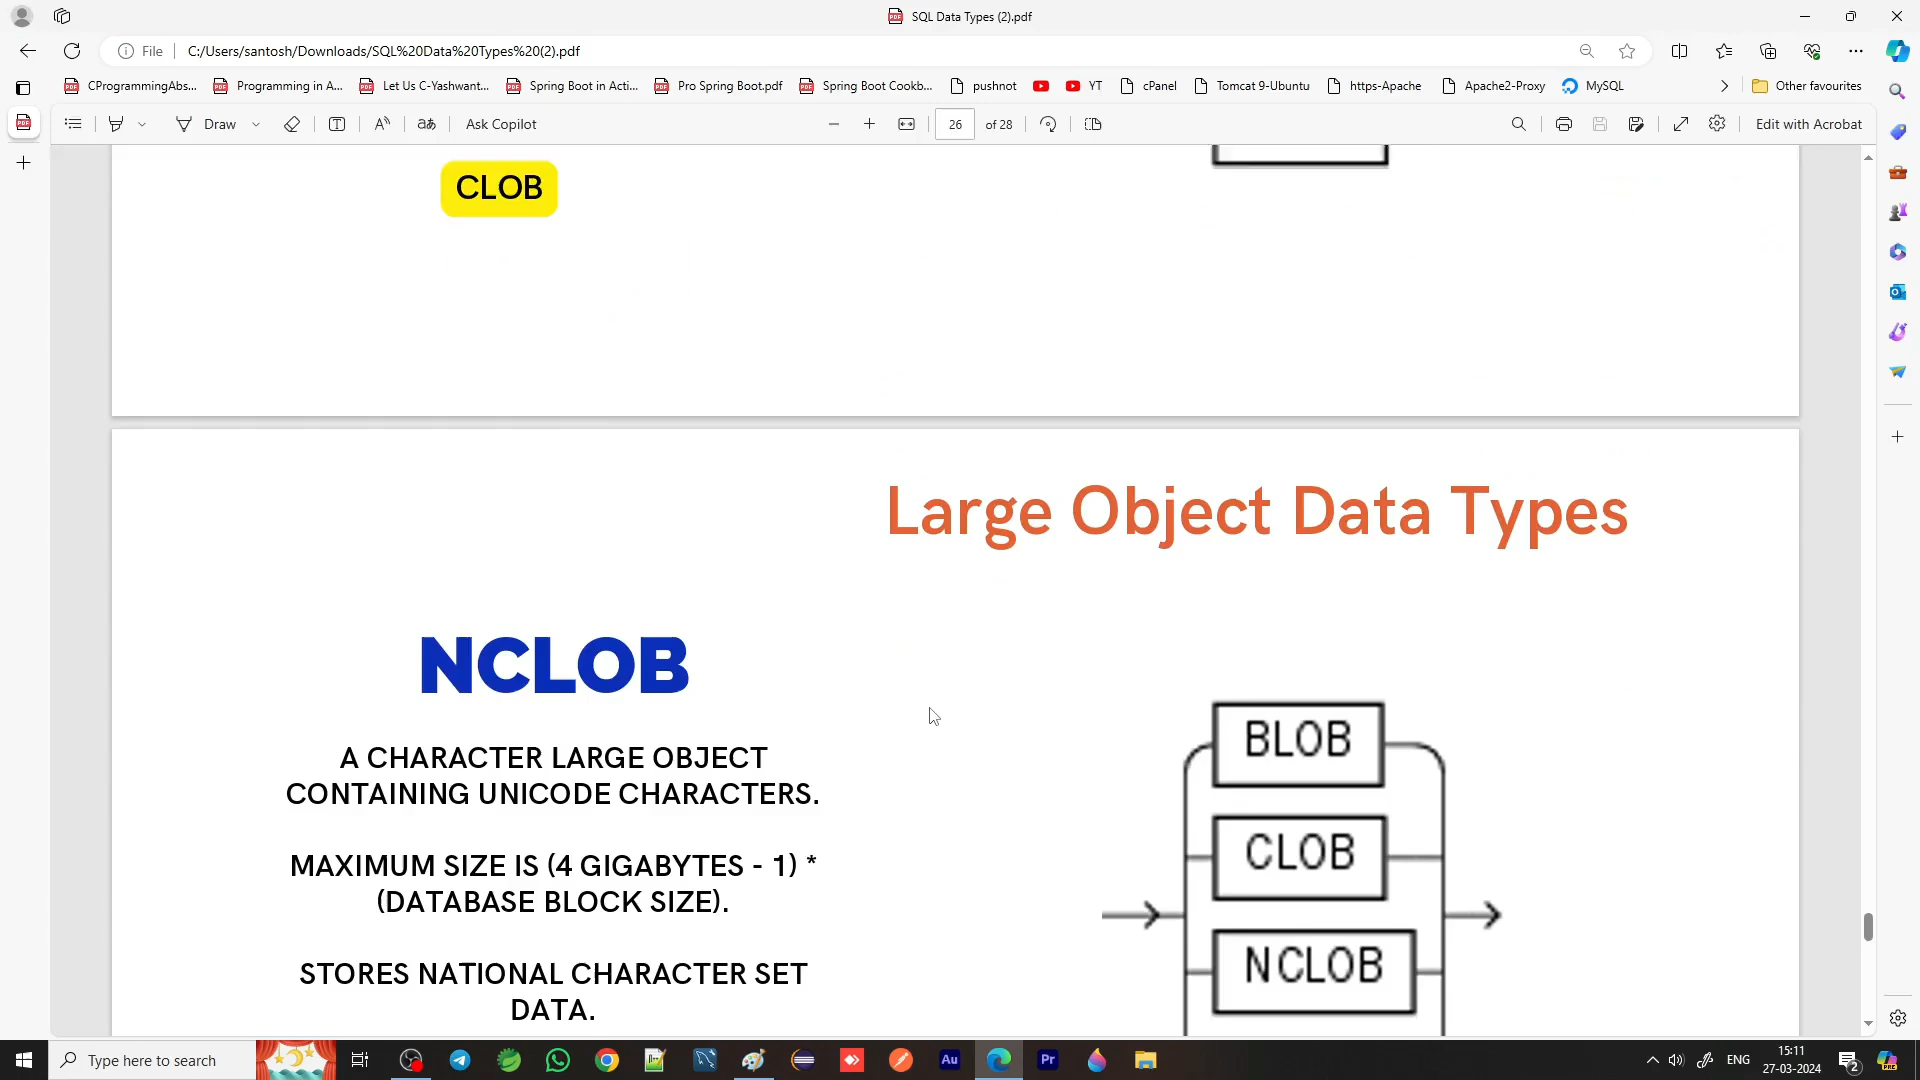 SQL Data Types (2).pdf
File
C:/Users/santosh/Downloads/SQL%20Data%20Types%20(2).pdf
CProgrammingAbs...
Programming in A...
Let Us C-Yashwant...
Spring Boot in Acti...
Pro Spring Boot.pdf
Spring Boot Cookb...
pushnot
YT
cPanel
Tomcat 9-Ubuntu
https-Apache
Apache2-Proxy
MySQL
Other favourites
Draw
Ask Copilot
26
of 28
Edit with Acrobat
CLOB
Large Object Data Types
NCLOB
A CHARACTER LARGE OBJECT
CONTAINING UNICODE CHARACTERS.
MAXIMUM SIZE IS (4 GIGABYTES - 1) *
(DATABASE BLOCK SIZE).
STORES NATIONAL CHARACTER SET
DATA.
BLOB
CLOB
NCLOB
Type here to search
Au
Pr
ENG
15:11
27-03-2024
2